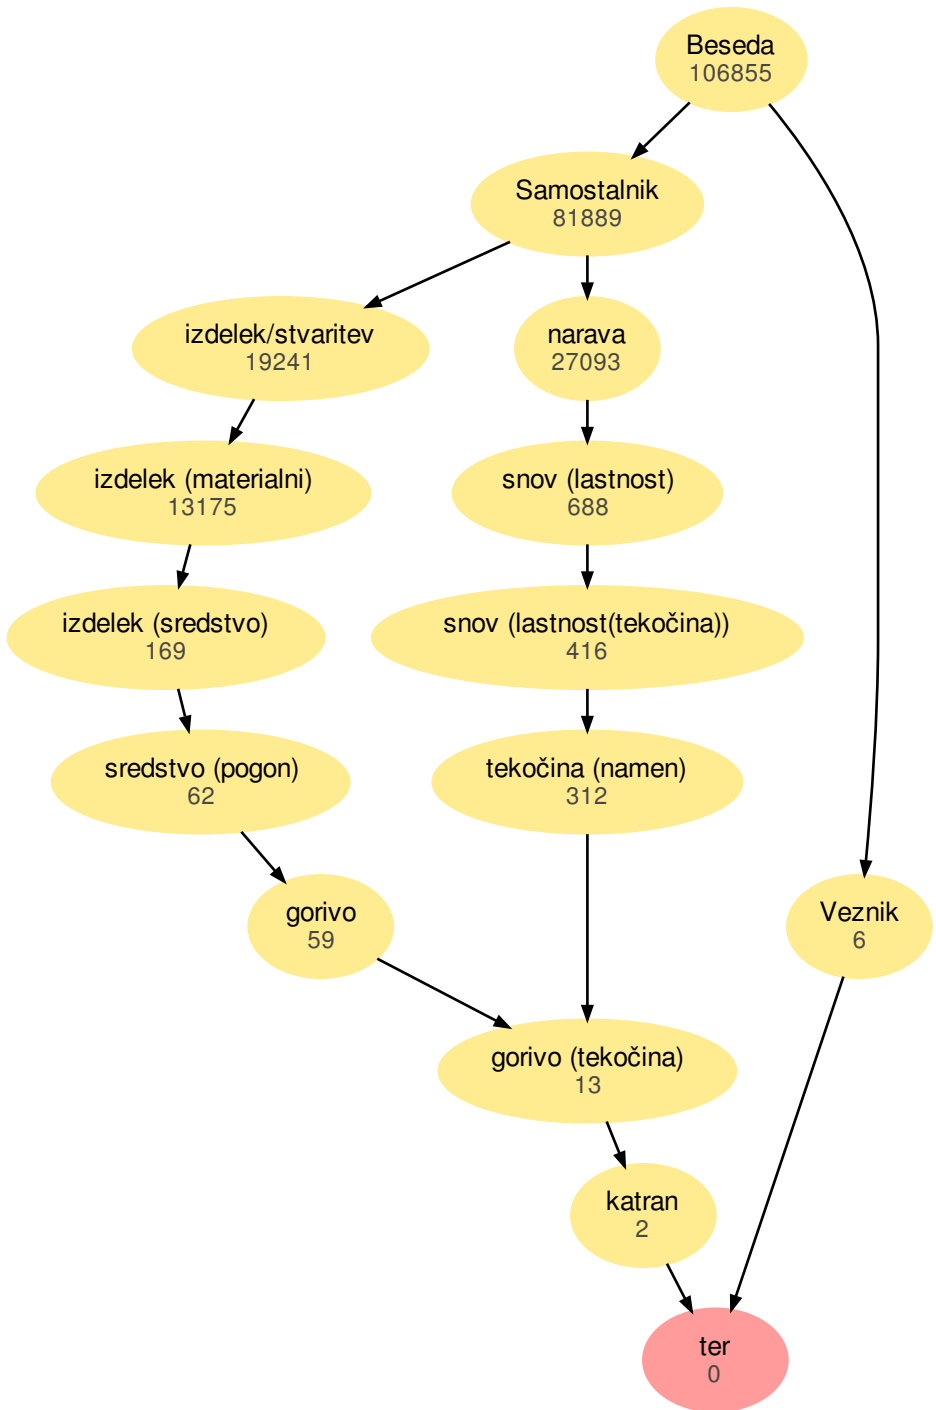 Beseda
106855
Samostalnik
81889
izdelek/stvaritev
19241
narava
27093
izdelek (materialni)
13175
snov (lastnost)
688
izdelek (sredstvo)
169
snov (lastnost(tekočina))
416
sredstvo (pogon)
62
tekočina (namen)
312
gorivo
59
Veznik
6
gorivo (tekočina)
13
katran
2
ter
0